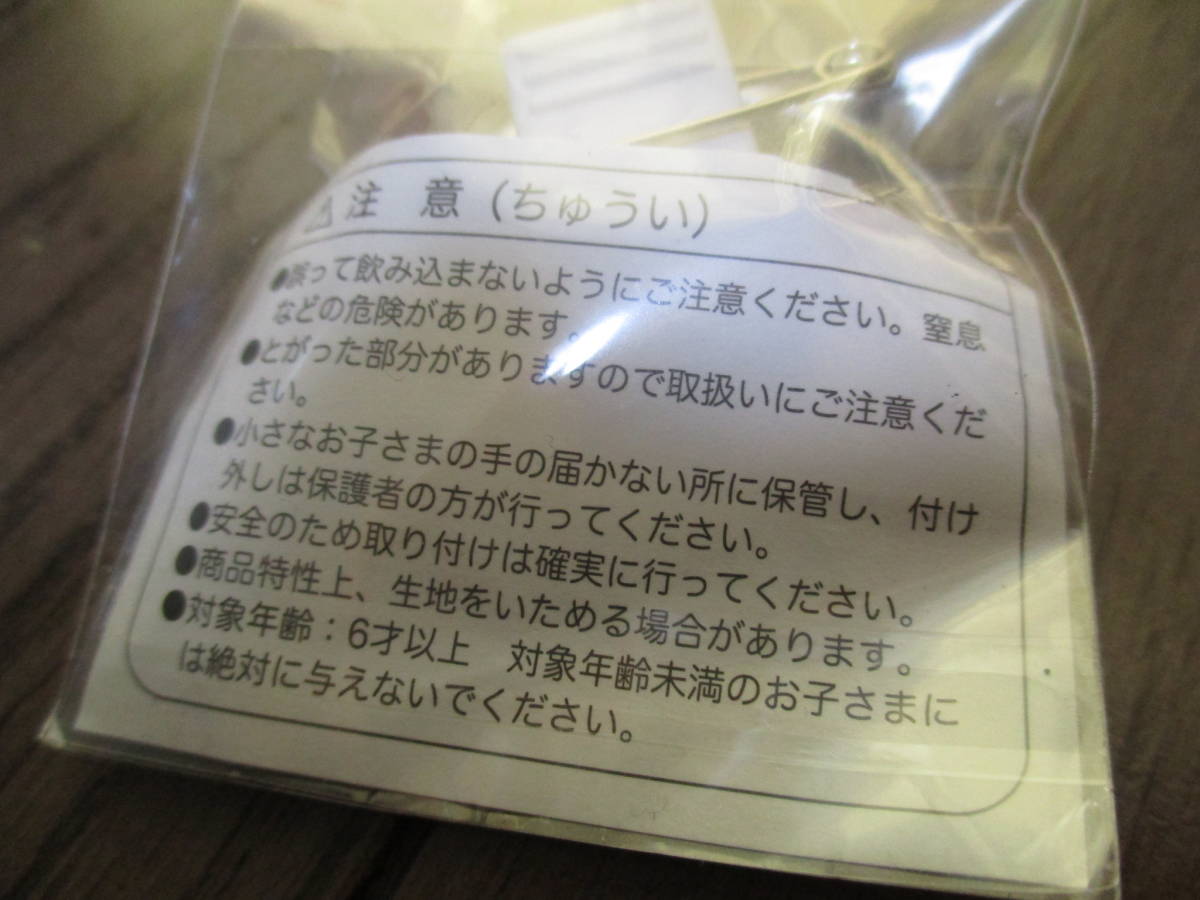 ⚠注　意（ちゅうい）
●誤って飲み込まないようにご注意ください。窒息
などの危険があります。
●とがった部分がありますので取扱いにご注意くだ
さい。
●小さなお子さまの手の届かない所に保管し、付け
外しは保護者の方が行ってください。
●安全のため取り付けは確実に行ってください。
●商品特性上、生地をいためる場合があります。
●対象年齢：6才以上　対象年齢未満のお子さまに
は絶対に与えないでください。